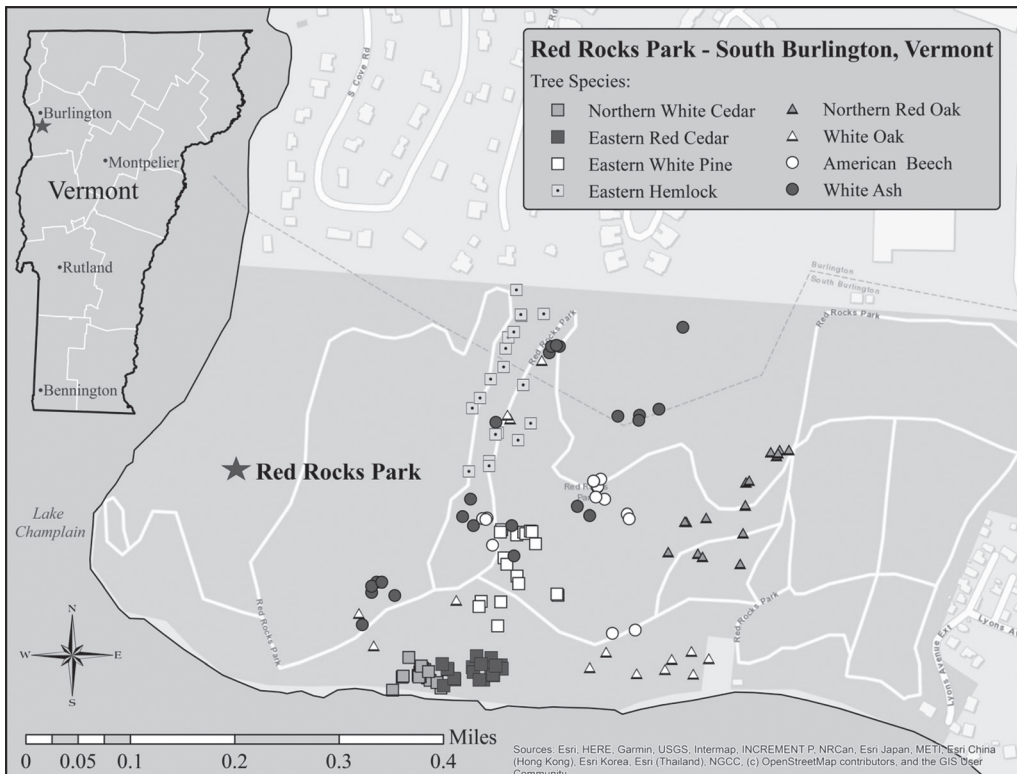 Red Rocks Park - South Burlington, Vermont
Tree Species:
Northern White Cedar
Eastern Red Cedar
Eastern White Pine
Eastern Hemlock
Northern Red Oak
White Oak
American Beech
White Ash
Burlington
Montpelier
Vermont
Rutland
Bennington
S Cove Rd
Burlington
South Burlington
Red Rocks Park
Red Rocks Park
Red Rocks Park
Lake
Champlain
Red Rocks
Red Rocks Park
Red Rocks Park
Lyons Avenue Ext
Lyons
N
W
E
S
Miles
0
0.05
0.1
0.2
0.3
0.4
Sources: Esri, HERE, Garmin, USGS, Intermap, INCREMENT P, NRCan, Esri Japan, METI, Esri China
(Hong Kong), Esri Korea, Esri (Thailand), NGCC, (c) OpenStreetMap contributors, and the GIS User
Community